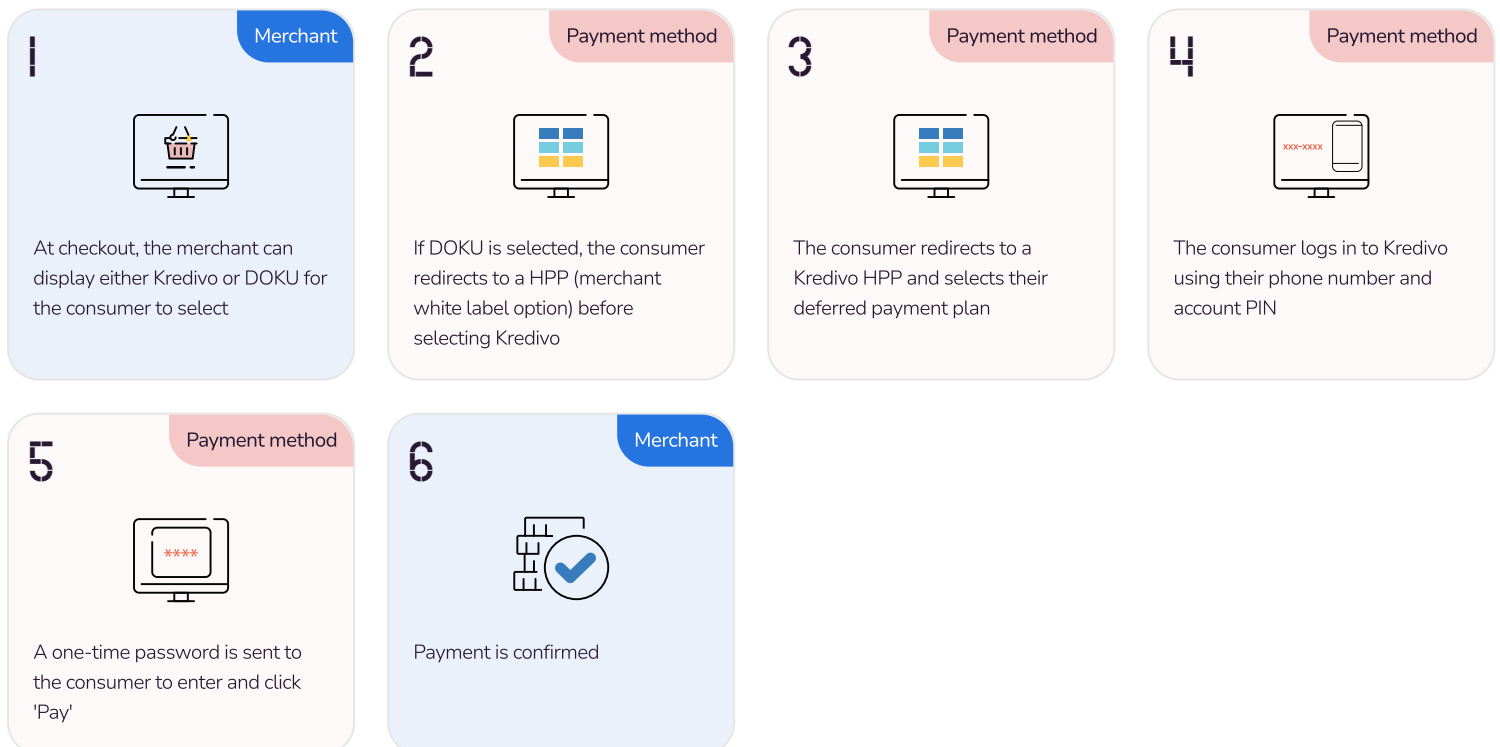 1
Merchant
At checkout, the merchant can
display either Kredivo or DOKU for
the consumer to select
2
Payment method
If DOKU is selected, the consumer
redirects to a HPP (merchant
white label option) before
selecting Kredivo
3
Payment method
The consumer redirects to a
Kredivo HPP and selects their
deferred payment plan
4
Payment method
xxx-xxxx
The consumer logs in to Kredivo
using their phone number and
account PIN
5
Payment method
****
A one-time password is sent to
the consumer to enter and click
'Pay'
6
Merchant
Payment is confirmed